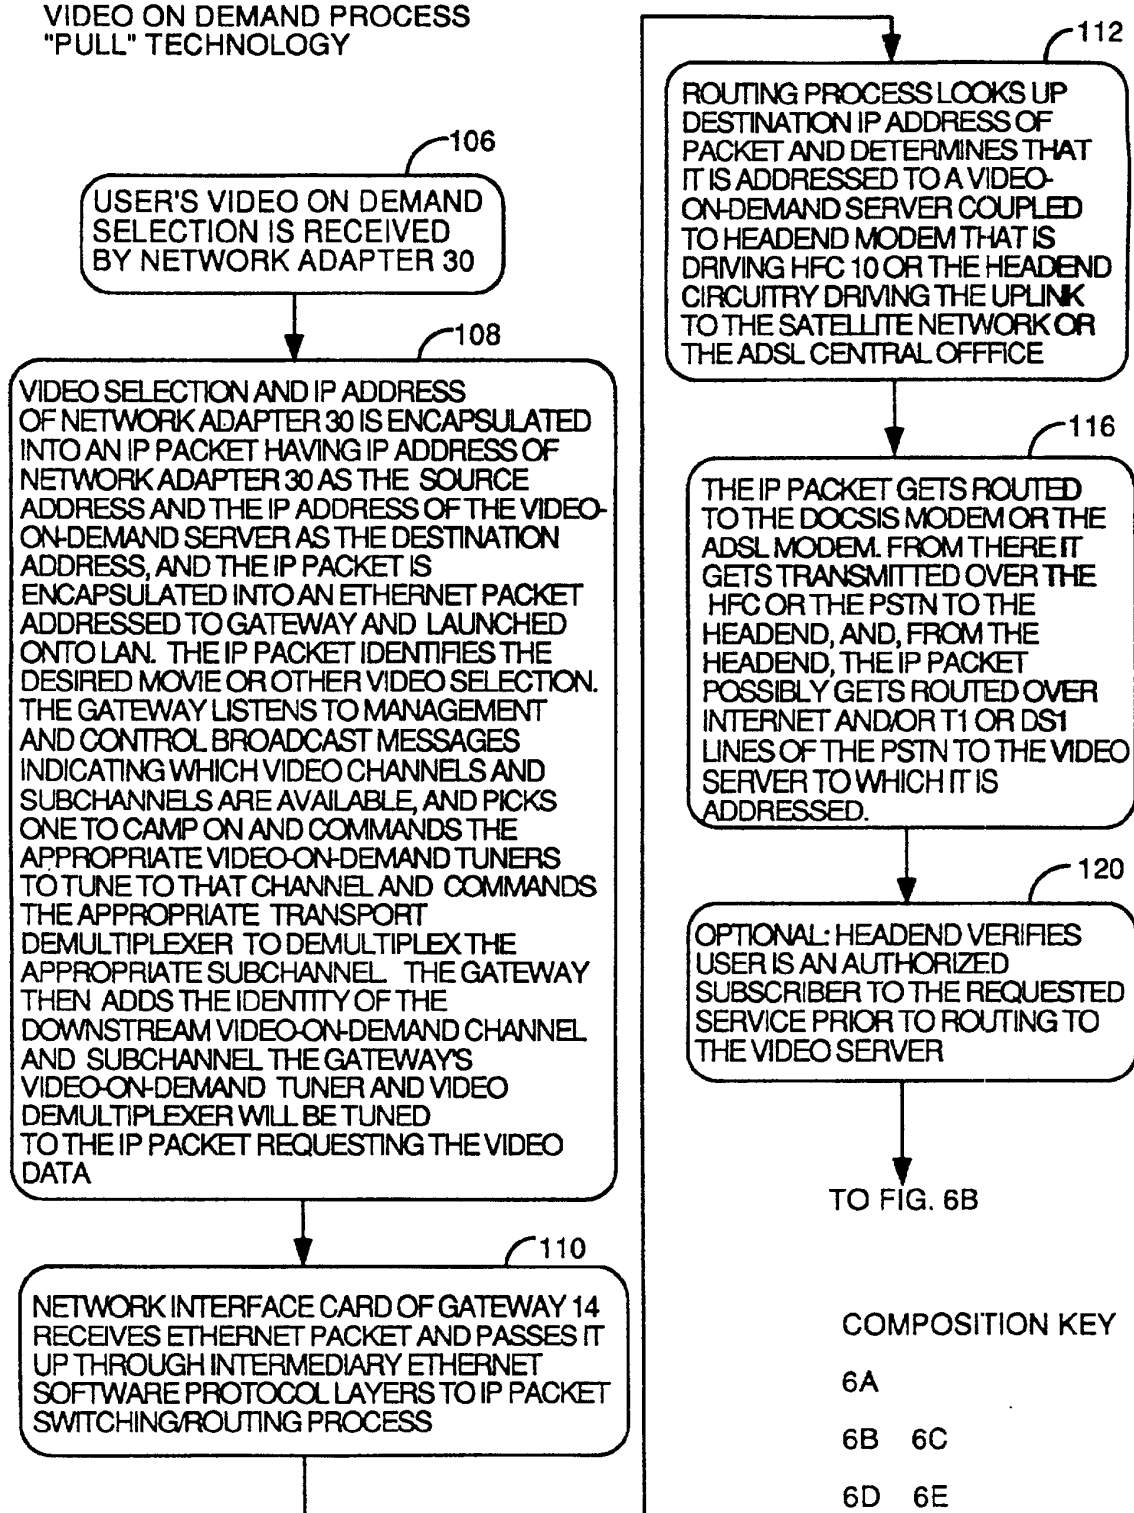 VIDEO ON DEMAND PROCESS
"PULL" TECHNOLOGY
106
USER'S VIDEO ON DEMAND
SELECTION IS RECEIVED
BY NETWORK ADAPTER 30
108
VIDEO SELECTION AND IP ADDRESS
OF NETWORK ADAPTER 30 IS ENCAPSULATED
INTO AN IP PACKET HAVING IP ADDRESS OF
NETWORK ADAPTER 30 AS THE SOURCE
ADDRESS AND THE IP ADDRESS OF THE VIDEO-
ON-DEMAND SERVER AS THE DESTINATION
ADDRESS, AND THE IP PACKET IS
ENCAPSULATED INTO AN ETHERNET PACKET
ADDRESSED TO GATEWAY AND LAUNCHED
ONTO LAN. THE IP PACKET IDENTIFIES THE
DESIRED MOVIE OR OTHER VIDEO SELECTION.
THE GATEWAY LISTENS TO MANAGEMENT
AND CONTROL BROADCAST MESSAGES
INDICATING WHICH VIDEO CHANNELS AND
SUBCHANNELS ARE AVAILABLE, AND PICKS
ONE TO CAMP ON AND COMMANDS THE
APPROPRIATE VIDEO-ON-DEMAND TUNERS
TO TUNE TO THAT CHANNEL AND COMMANDS
THE APPROPRIATE TRANSPORT
DEMULTIPLEXER TO DEMULTIPLEX THE
APPROPRIATE SUBCHANNEL. THE GATEWAY
THEN ADDS THE IDENTITY OF THE
DOWNSTREAM VIDEO-ON-DEMAND CHANNEL
AND SUBCHANNEL THE GATEWAY'S
VIDEO-ON-DEMAND TUNER AND VIDEO
DEMULTIPLEXER WILL BE TUNED
TO THE IP PACKET REQUESTING THE VIDEO
DATA
110
NETWORK INTERFACE CARD OF GATEWAY 14
RECEIVES ETHERNET PACKET AND PASSES IT
UP THROUGH INTERMEDIARY ETHERNET
SOFTWARE PROTOCOL LAYERS TO IP PACKET
SWITCHING/ROUTING PROCESS
112
ROUTING PROCESS LOOKS UP
DESTINATION IP ADDRESS OF
PACKET AND DETERMINES THAT
IT IS ADDRESSED TO A VIDEO-
ON-DEMAND SERVER COUPLED
TO HEADEND MODEM THAT IS
DRIVING HFC 10 OR THE HEADEND
CIRCUITRY DRIVING THE UPLINK
TO THE SATELLITE NETWORK OR
THE ADSL CENTRAL OFFFICE
116
THE IP PACKET GETS ROUTED
TO THE DOCSIS MODEM OR THE
ADSL MODEM. FROM THERE IT
GETS TRANSMITTED OVER THE
HFC OR THE PSTN TO THE
HEADEND, AND, FROM THE
HEADEND, THE IP PACKET
POSSIBLY GETS ROUTED OVER
INTERNET AND/OR T1 OR DS1
LINES OF THE PSTN TO THE VIDEO
SERVER TO WHICH IT IS
ADDRESSED.
120
OPTIONAL: HEADEND VERIFIES
USER IS AN AUTHORIZED
SUBSCRIBER TO THE REQUESTED
SERVICE PRIOR TO ROUTING TO
THE VIDEO SERVER
TO FIG. 6B
COMPOSITION KEY
6A
6B 6C
6D 6E